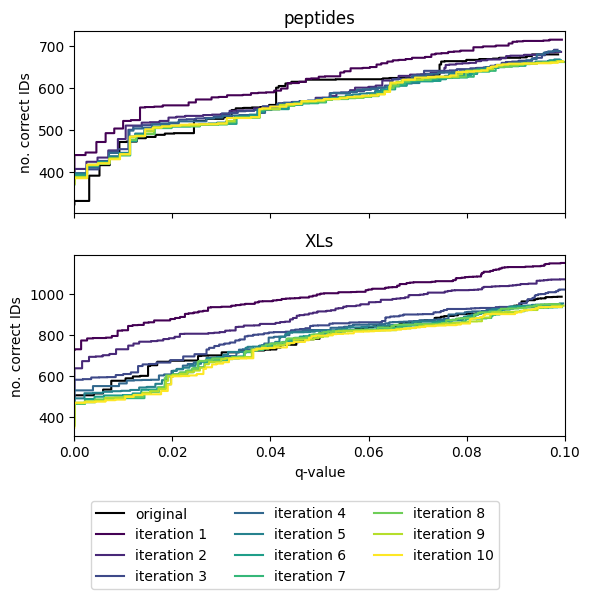 peptides
700
600
500
400
no. correct IDs
XLs
1000
800
600
400
no. correct IDs
0.00 0.02 0.04 0.06 0.08 0.10
q-value
original iteration 4 iteration 8
iteration 1 iteration 5 iteration 9
iteration 2 iteration 6 iteration 10
iteration 3 iteration 7